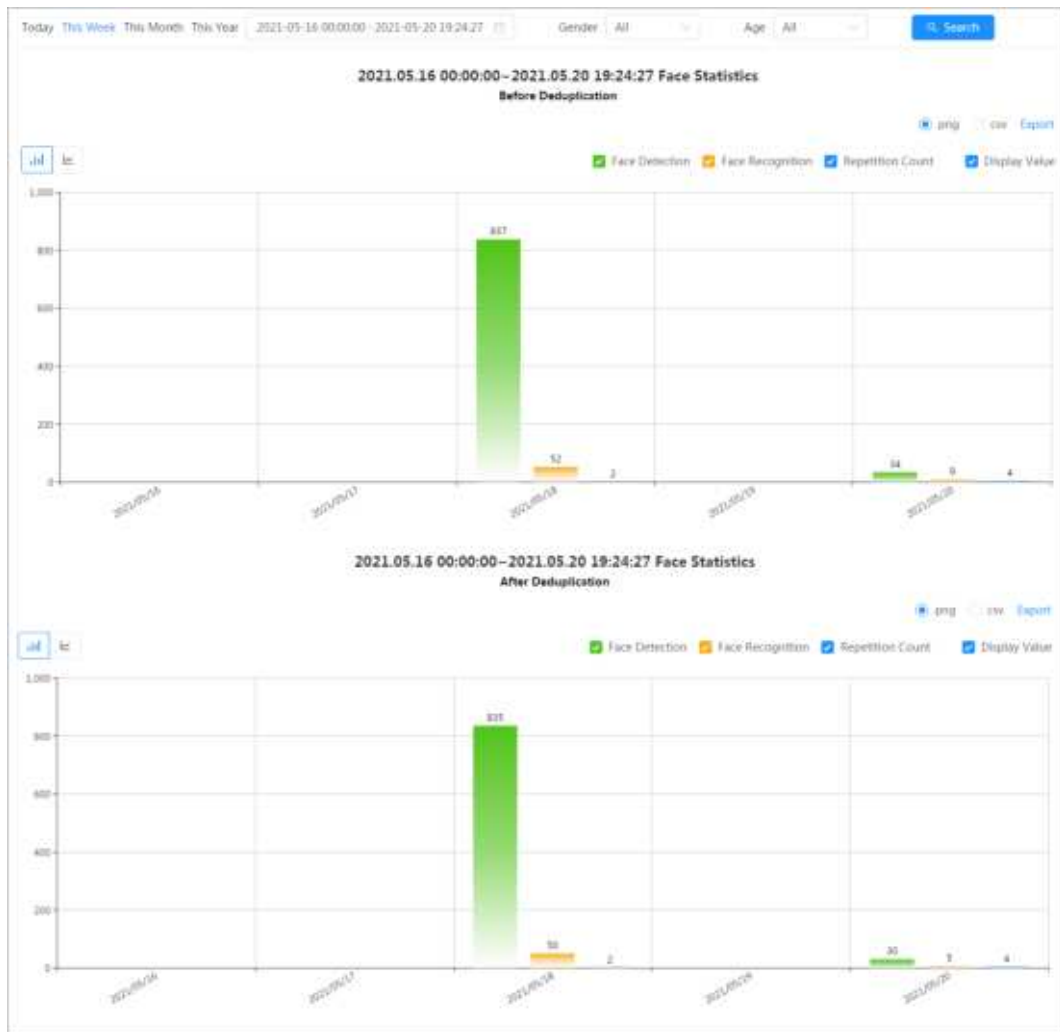 Today This Week This Month This Year 2021-05-16 00:00:00 - 2021-05-20 19:24:27 Gender All Age All Search
2021.05.16 00:00:00~2021.05.20 19:24:27 Face Statistics
Before Deduplication
png csv Export
Face Detection Face Recognition Repetition Count Display Value
1,000
837
800
600
400
200
52 2 34 9 4
0
2021/05/16 2021/05/17 2021/05/18 2021/05/19 2021/05/20
2021.05.16 00:00:00~2021.05.20 19:24:27 Face Statistics
After Deduplication
png csv Export
Face Detection Face Recognition Repetition Count Display Value
1,000
835
800
600
400
200
50 2 30 5 4
0
2021/05/16 2021/05/17 2021/05/18 2021/05/19 2021/05/20